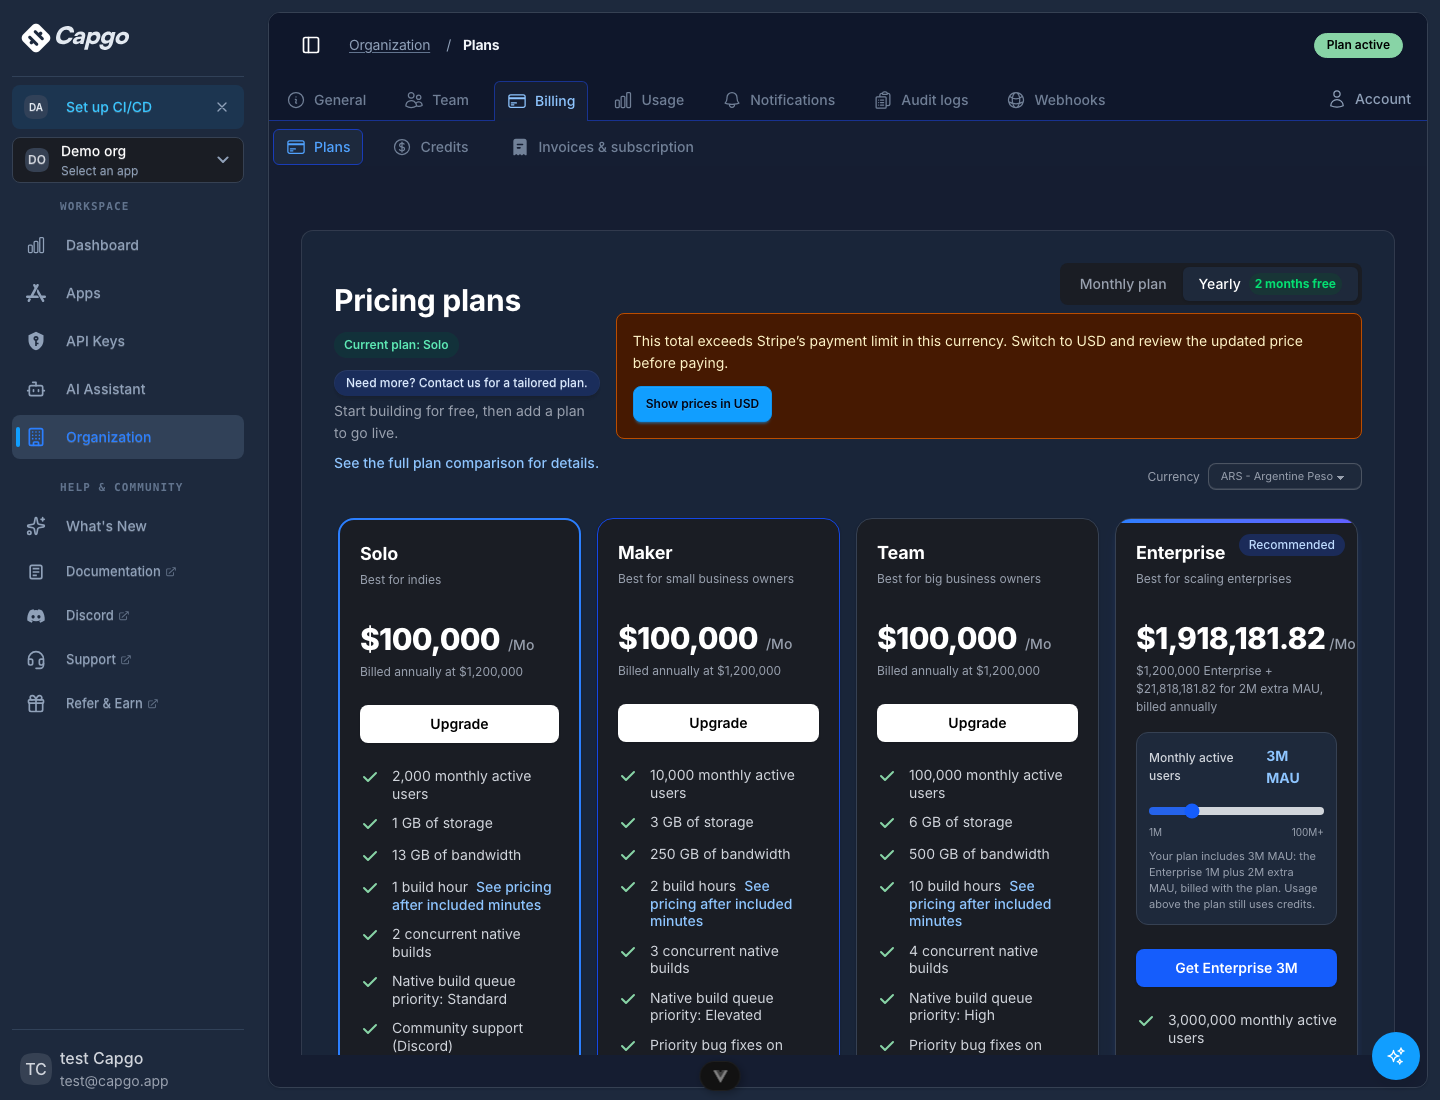 Capgo
DA
Set up CI/CD
DO
Demo org
Select an app
WORKSPACE
Dashboard
Apps
API Keys
AI Assistant
Organization
HELP & COMMUNITY
What's New
Documentation
Discord
Support
Refer & Earn
TC
test Capgo
test@capgo.app
Organization / Plans
Plan active
General
Team
Billing
Usage
Notifications
Audit logs
Webhooks
Account
Plans
Credits
Invoices & subscription
Pricing plans
Current plan: Solo
Need more? Contact us for a tailored plan.
Start building for free, then add a plan
to go live.
See the full plan comparison for details.
Monthly plan
Yearly
2 months free
This total exceeds Stripe's payment limit in this currency. Switch to USD and review the updated price
before paying.
Show prices in USD
Currency
ARS - Argentine Peso
Solo
Best for indies
$100,000 /Mo
Billed annually at $1,200,000
Upgrade
2,000 monthly active
users
1 GB of storage
13 GB of bandwidth
1 build hour See pricing
after included minutes
2 concurrent native
builds
Native build queue
priority: Standard
Community support
(Discord)
Maker
Best for small business owners
$100,000 /Mo
Billed annually at $1,200,000
Upgrade
10,000 monthly active
users
3 GB of storage
250 GB of bandwidth
2 build hours See
pricing after included
minutes
3 concurrent native
builds
Native build queue
priority: Elevated
Priority bug fixes on
Team
Best for big business owners
$100,000 /Mo
Billed annually at $1,200,000
Upgrade
100,000 monthly active
users
6 GB of storage
500 GB of bandwidth
10 build hours See
pricing after included
minutes
4 concurrent native
builds
Native build queue
priority: High
Priority bug fixes on
Enterprise
Recommended
Best for scaling enterprises
$1,918,181.82 /Mo
$1,200,000 Enterprise +
$21,818,181.82 for 2M extra MAU,
billed annually
Monthly active
users
3M
MAU
1M
100M+
Your plan includes 3M MAU: the
Enterprise 1M plus 2M extra
MAU, billed with the plan. Usage
above the plan still uses credits.
Get Enterprise 3M
3,000,000 monthly active
users